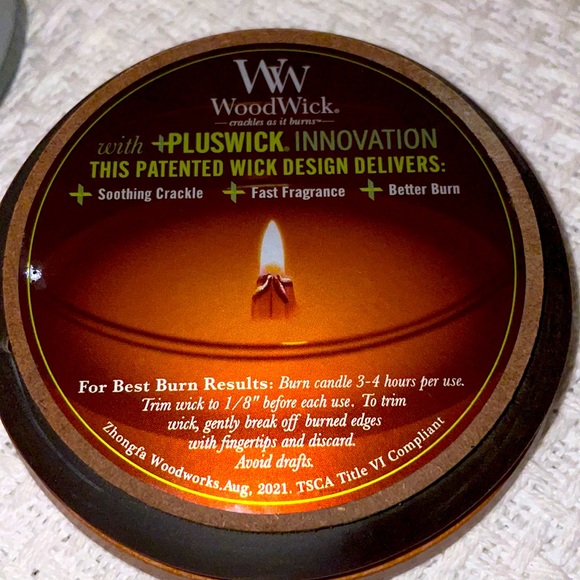 WW
WoodWick®
crackles as it burns™
with +PLUSWICK® INNOVATION
THIS PATENTED WICK DESIGN DELIVERS:
+ Soothing Crackle + Fast Fragrance + Better Burn
For Best Burn Results: Burn candle 3-4 hours per use.
Trim wick to 1/8" before each use. To trim
wick, gently break off burned edges
with fingertips and discard.
Avoid drafts.
Zhongfa Woodworks.Aug, 2021. TSCA Title VI Compliant